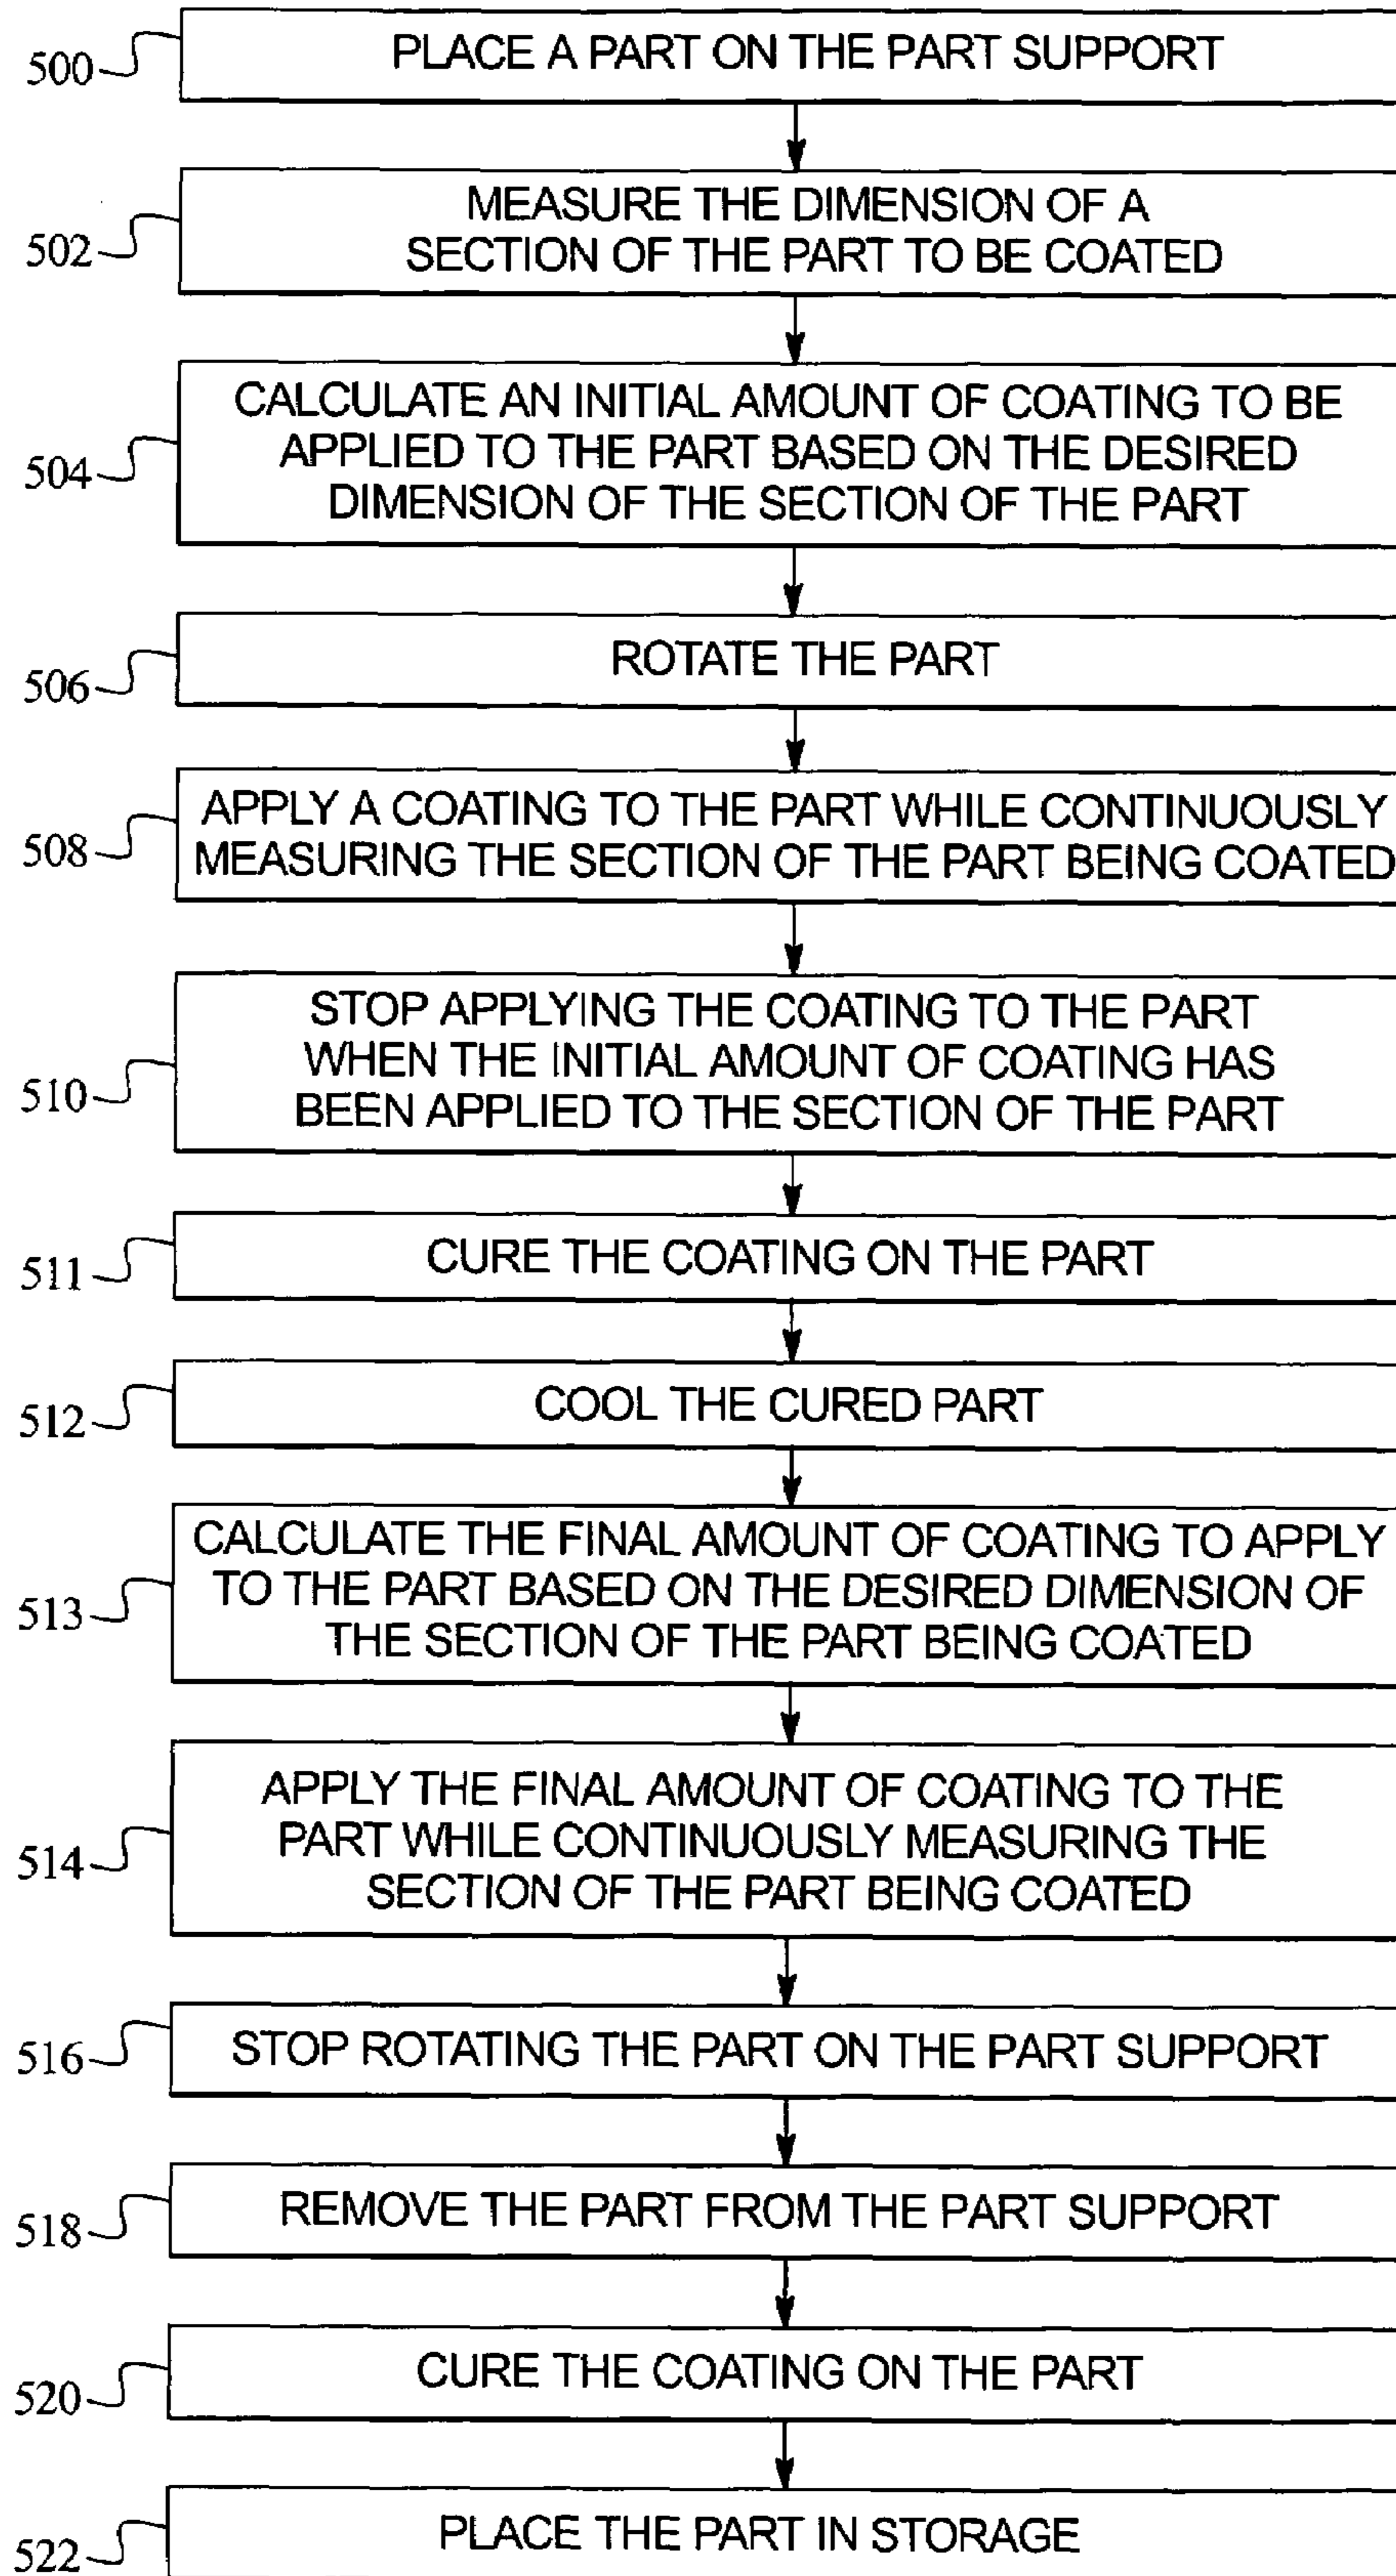 500
PLACE A PART ON THE PART SUPPORT
502
MEASURE THE DIMENSION OF A
SECTION OF THE PART TO BE COATED
504
CALCULATE AN INITIAL AMOUNT OF COATING TO BE
APPLIED TO THE PART BASED ON THE DESIRED
DIMENSION OF THE SECTION OF THE PART
506
ROTATE THE PART
508
APPLY A COATING TO THE PART WHILE CONTINUOUSLY
MEASURING THE SECTION OF THE PART BEING COATED
510
STOP APPLYING THE COATING TO THE PART
WHEN THE INITIAL AMOUNT OF COATING HAS
BEEN APPLIED TO THE SECTION OF THE PART
511
CURE THE COATING ON THE PART
512
COOL THE CURED PART
513
CALCULATE THE FINAL AMOUNT OF COATING TO APPLY
TO THE PART BASED ON THE DESIRED DIMENSION OF
THE SECTION OF THE PART BEING COATED
514
APPLY THE FINAL AMOUNT OF COATING TO THE
PART WHILE CONTINUOUSLY MEASURING THE
SECTION OF THE PART BEING COATED
516
STOP ROTATING THE PART ON THE PART SUPPORT
518
REMOVE THE PART FROM THE PART SUPPORT
520
CURE THE COATING ON THE PART
522
PLACE THE PART IN STORAGE